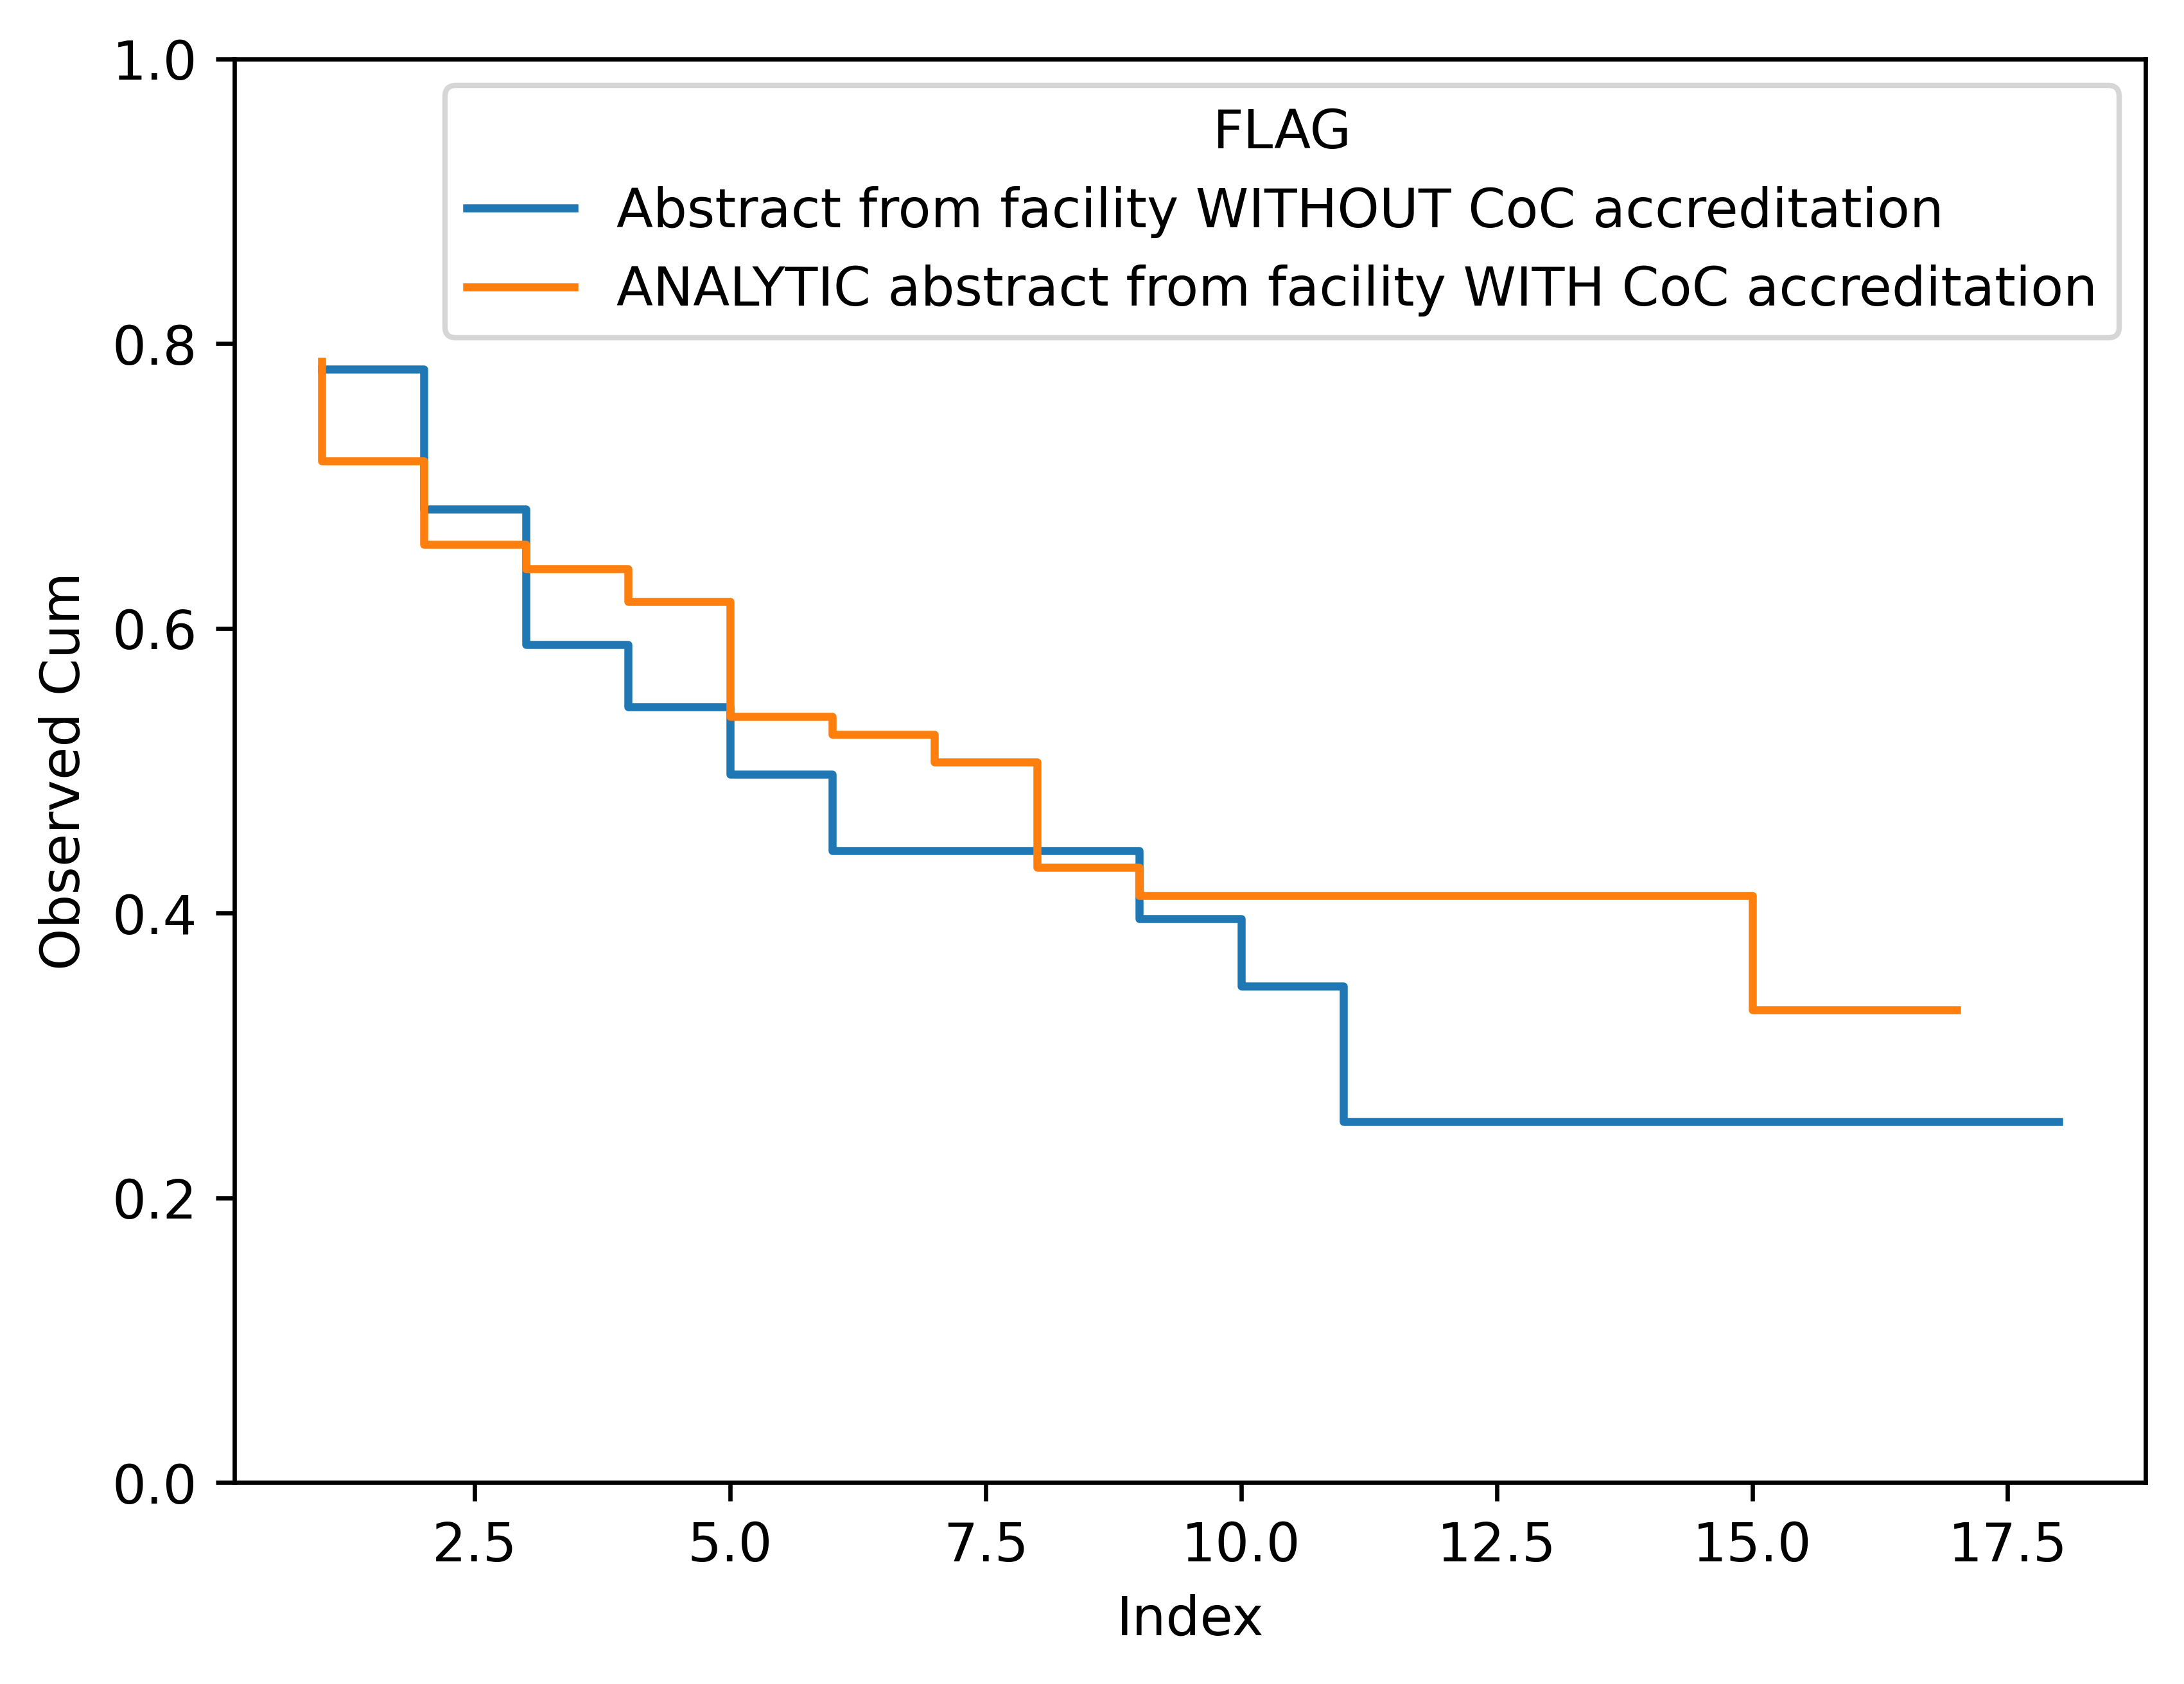 FLAG
Abstract from facility WITHOUT CoC accreditation
ANALYTIC abstract from facility WITH CoC accreditation
1.0
0.8
0.6
0.4
0.2
0.0
Observed Cum
2.5 5.0 7.5 10.0 12.5 15.0 17.5
Index